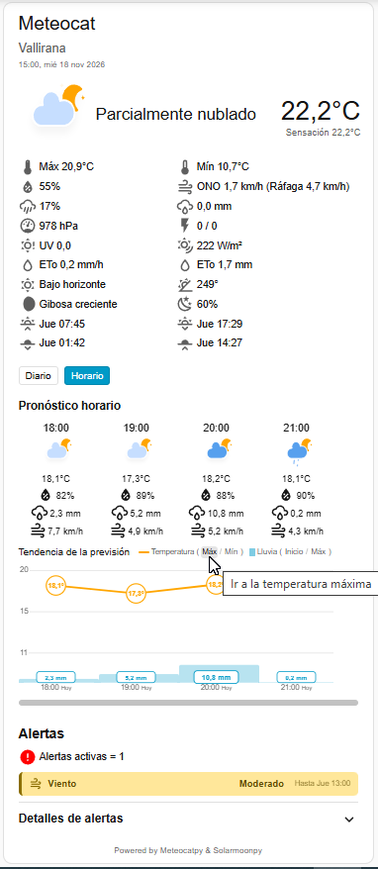 Meteocat
Vallirana
15:00, mié 18 nov 2026
Parcialmente nublado
22,2°C
Sensación 22,2°C
Máx 20,9°C Mín 10,7°C
55% ONO 1,7 km/h (Ráfaga 4,7 km/h)
17% 0,0 mm
978 hPa 0 / 0
UV 0,0 222 W/m²
ETo 0,2 mm/h ETo 1,7 mm
Bajo horizonte 249°
Gibosa creciente 60%
Jue 07:45 Jue 17:29
Jue 01:42 Jue 14:27
Diario Horario
Pronóstico horario
18:00 19:00 20:00 21:00
18,1°C 17,3°C 18,2°C 18,1°C
82% 89% 88% 90%
2,3 mm 5,2 mm 10,8 mm 0,2 mm
7,7 km/h 4,9 km/h 5,2 km/h 4,3 km/h
Tendencia de la previsión Temperatura ( Máx / Mín ) Lluvia ( Inicio / Máx )
Ir a la temperatura máxima
20
18,1° 17,3° 18,2
15
11
2,3 mm 5,2 mm 10,8 mm 0,2 mm
18:00 Hoy 19:00 Hoy 20:00 Hoy 21:00 Hoy
Alertas
Alertas activas = 1
Viento Moderado Hasta Jue 13:00
Detalles de alertas
Powered by Meteocatpy & Solarmoonpy